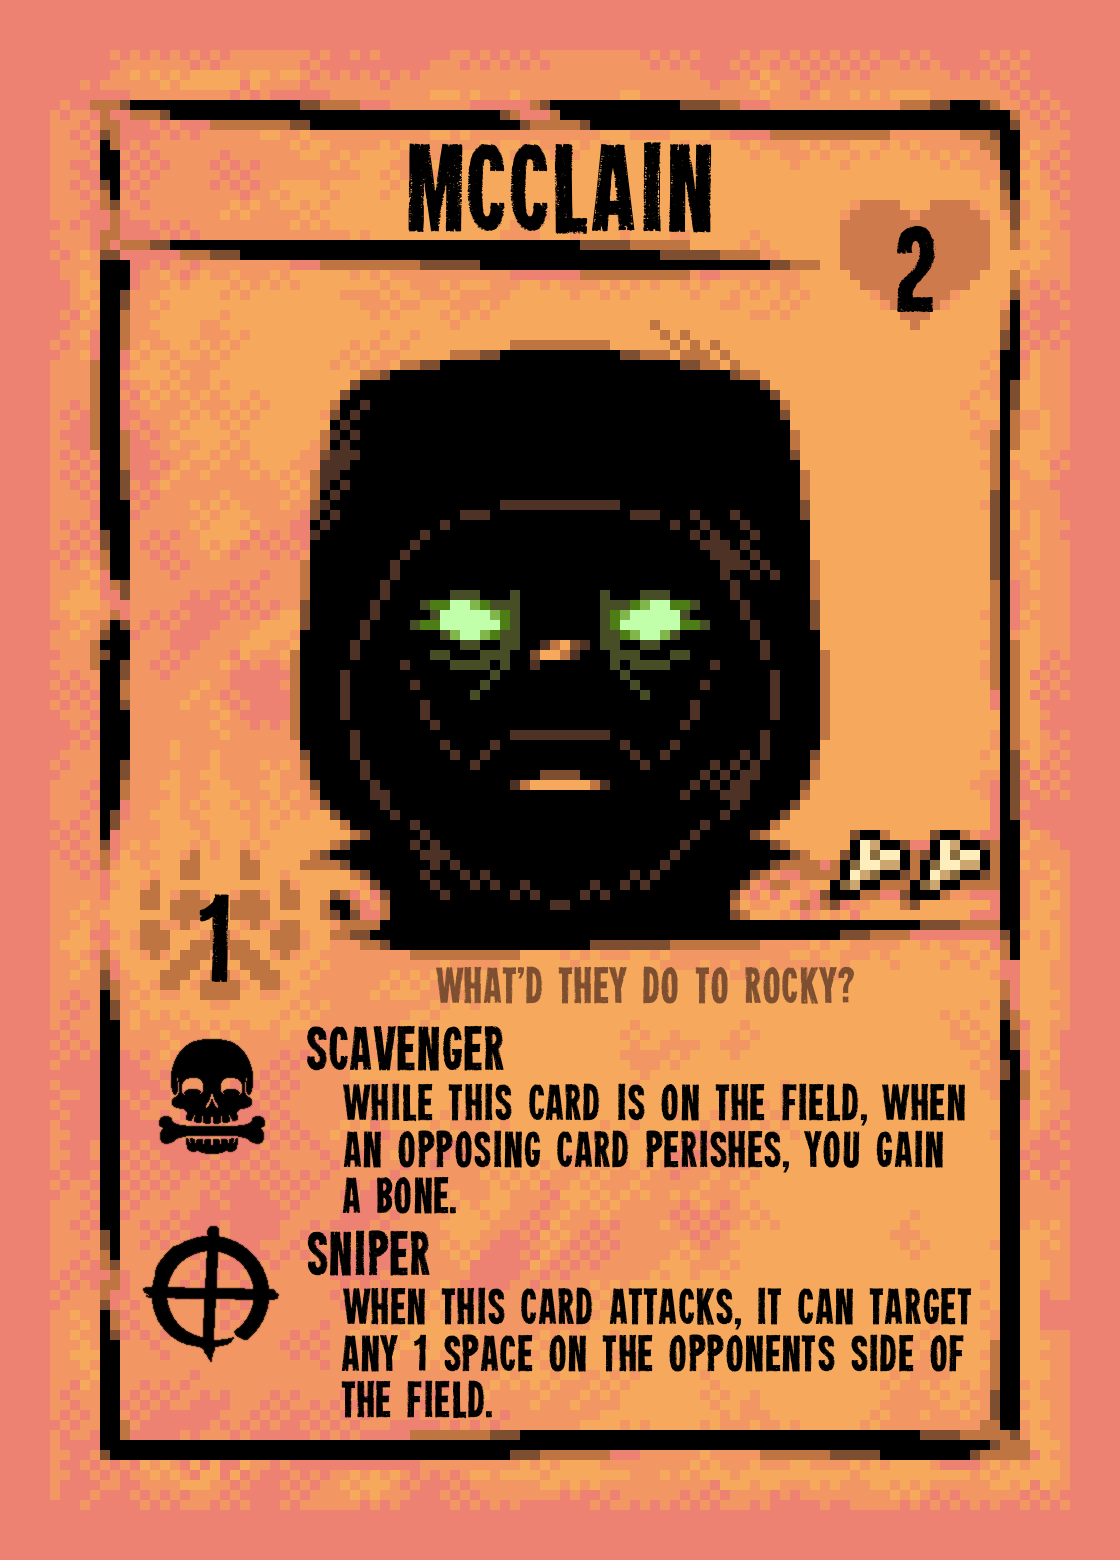 MCCLAIN
2
1
WHAT'D THEY DO TO ROCKY?
SCAVENGER
WHILE THIS CARD IS ON THE FIELD, WHEN
AN OPPOSING CARD PERISHES, YOU GAIN
A BONE.
SNIPER
WHEN THIS CARD ATTACKS, IT CAN TARGET
ANY 1 SPACE ON THE OPPONENTS SIDE OF
THE FIELD.